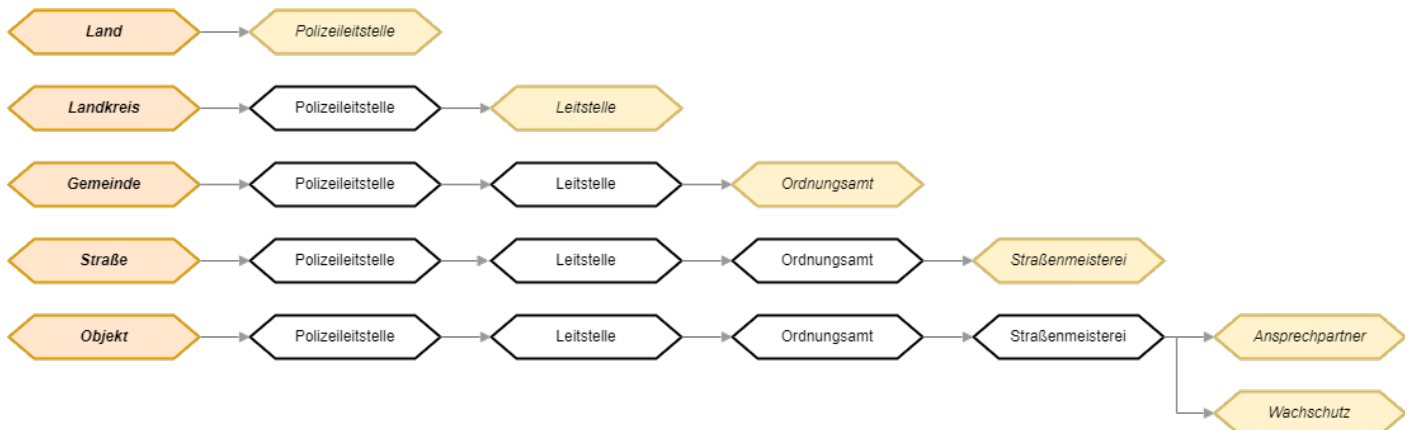 Land
Polizeileitstelle
Landkreis
Polizeileitstelle
Leitstelle
Gemeinde
Polizeileitstelle
Leitstelle
Ordnungsamt
Straße
Polizeileitstelle
Leitstelle
Ordnungsamt
Straßenmeisterei
Objekt
Polizeileitstelle
Leitstelle
Ordnungsamt
Straßenmeisterei
Ansprechpartner
Wachschutz